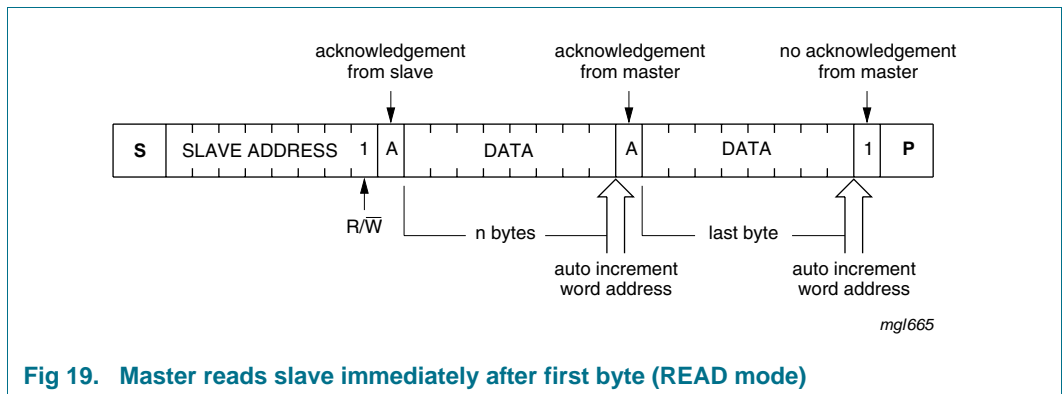 acknowledgement
from slave
acknowledgement
from master
no acknowledgement
from master
S SLAVE ADDRESS 1 A DATA A DATA 1 P
R/W̅
n bytes
last byte
auto increment
word address
auto increment
word address
mgl665
Fig 19. Master reads slave immediately after first byte (READ mode)